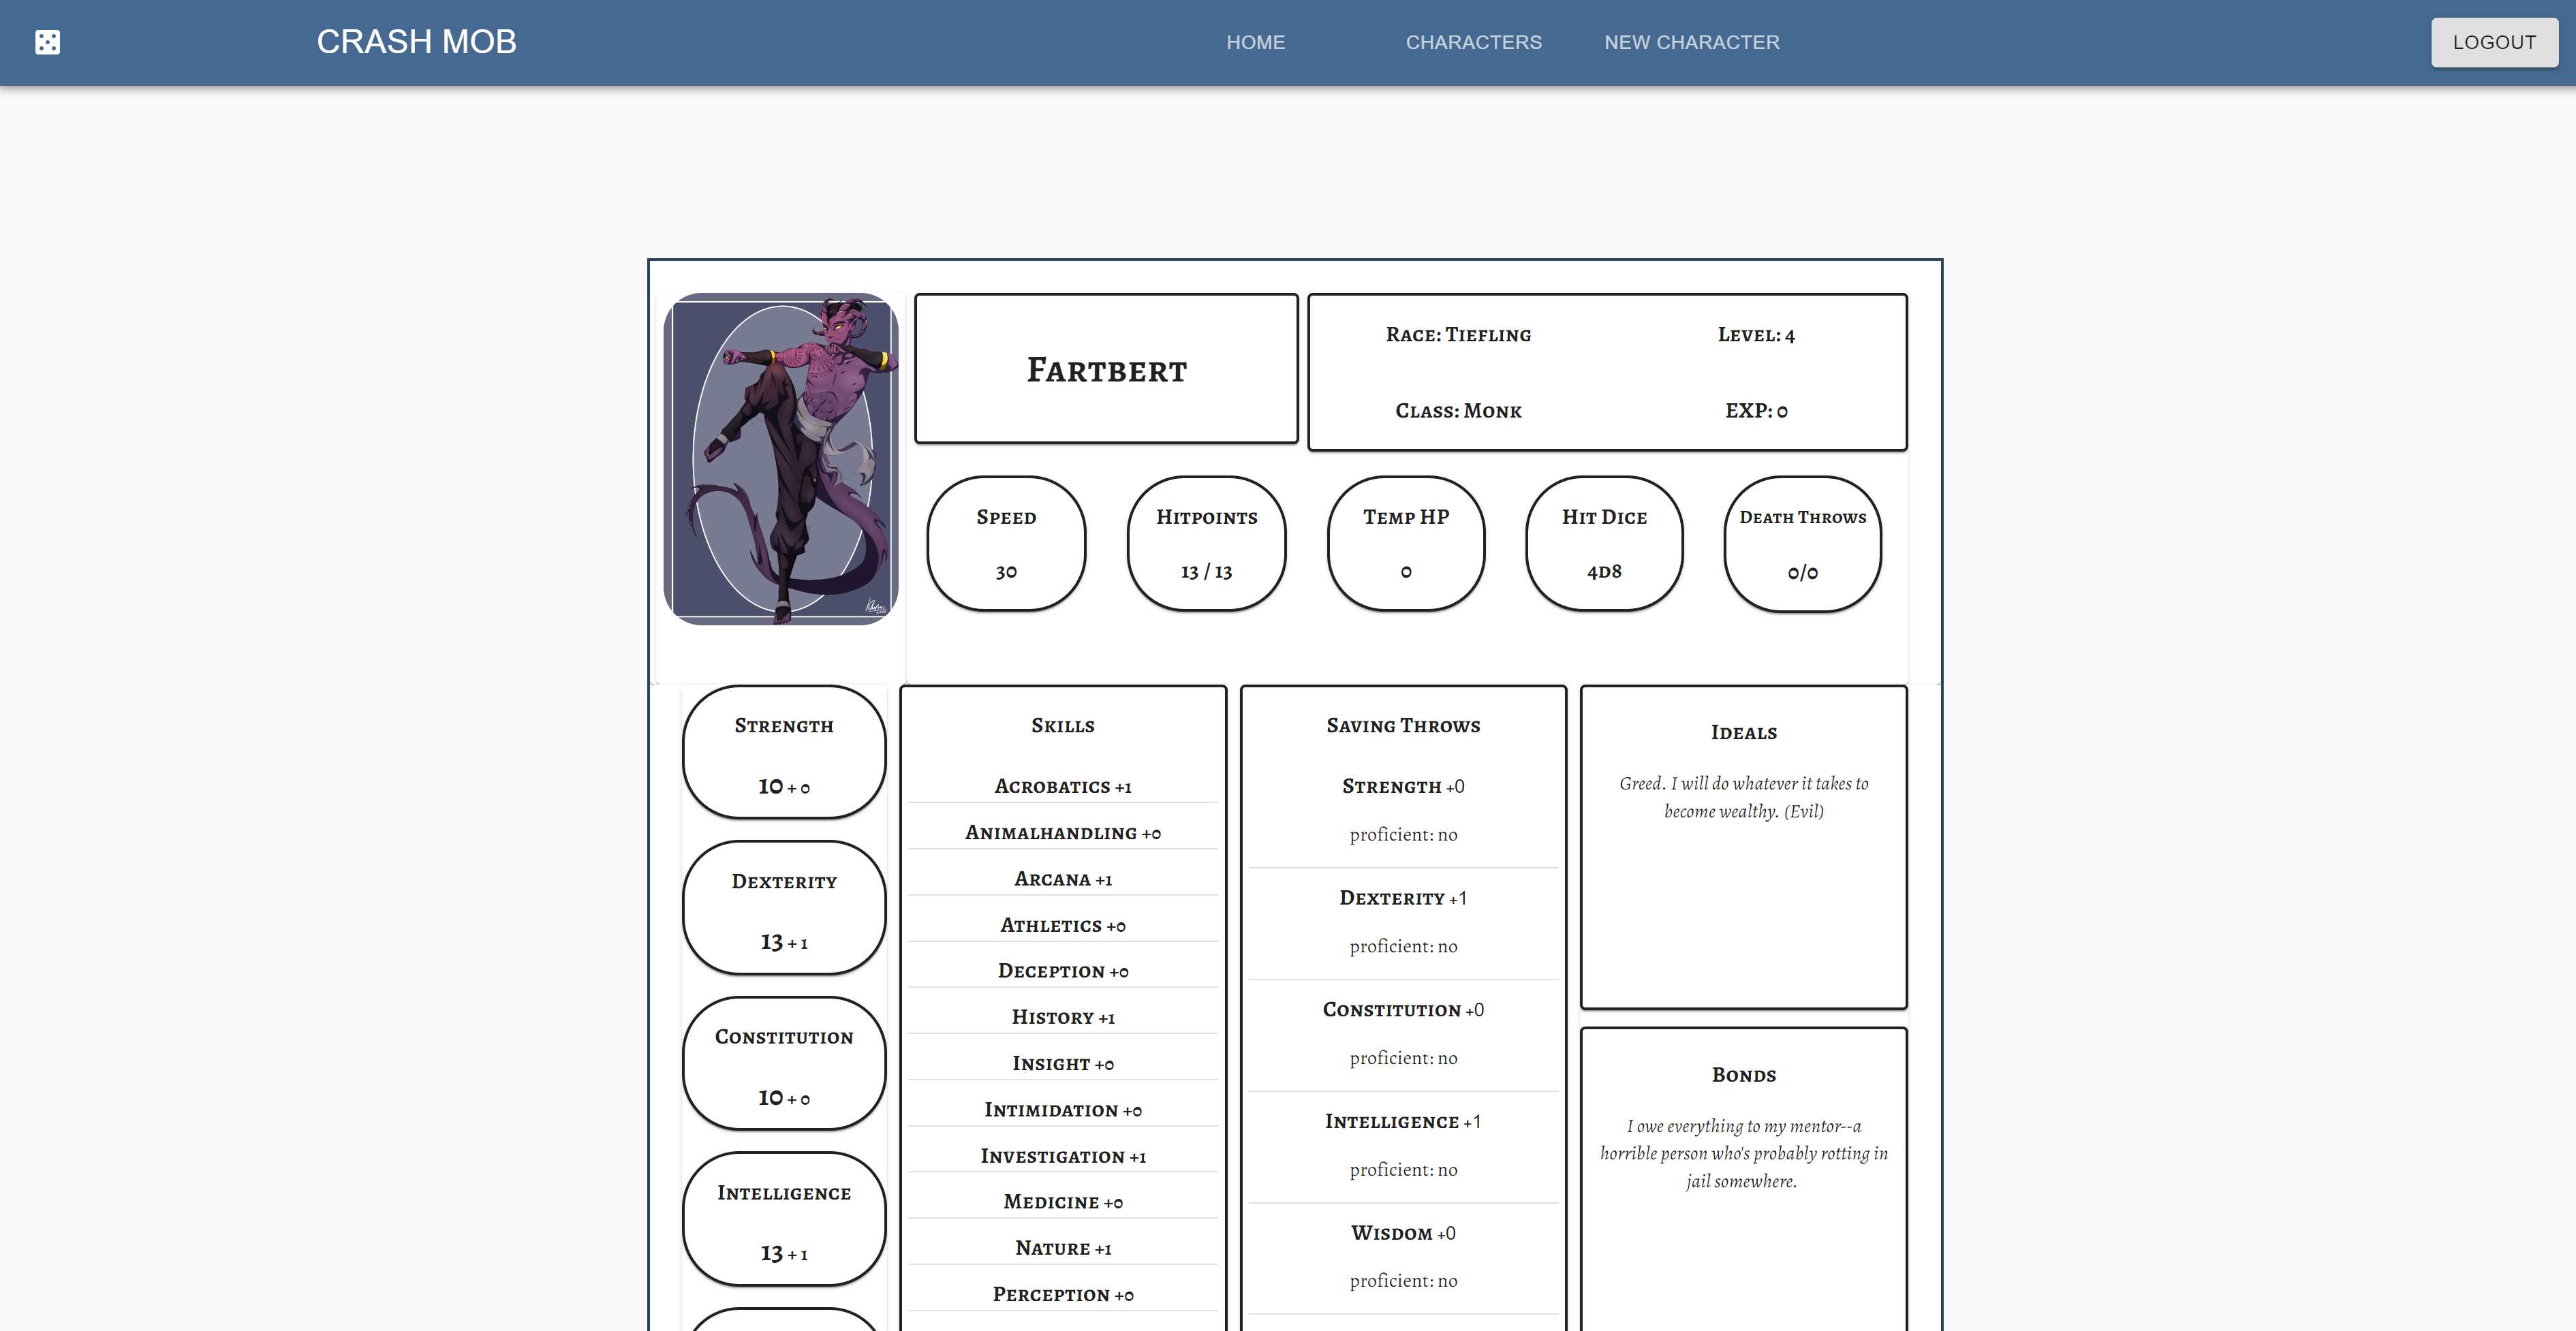 CRASH MOB
HOME
CHARACTERS
NEW CHARACTER
LOGOUT
Fartbert
Race: Tiefling
Level: 4
Class: Monk
EXP: 0
Speed
30
Hitpoints
13 / 13
Temp HP
0
Hit Dice
4d8
Death Throws
0/0
Strength
10 + 0
Dexterity
13 + 1
Constitution
10 + 0
Intelligence
13 + 1
Skills
Acrobatics +1
Animalhandling +0
Arcana +1
Athletics +0
Deception +0
History +1
Insight +0
Intimidation +0
Investigation +1
Medicine +0
Nature +1
Perception +0
Saving Throws
Strength +0
proficient: no
Dexterity +1
proficient: no
Constitution +0
proficient: no
Intelligence +1
proficient: no
Wisdom +0
proficient: no
Ideals
Greed. I will do whatever it takes to
become wealthy. (Evil)
Bonds
I owe everything to my mentor--a
horrible person who's probably rotting in
jail somewhere.